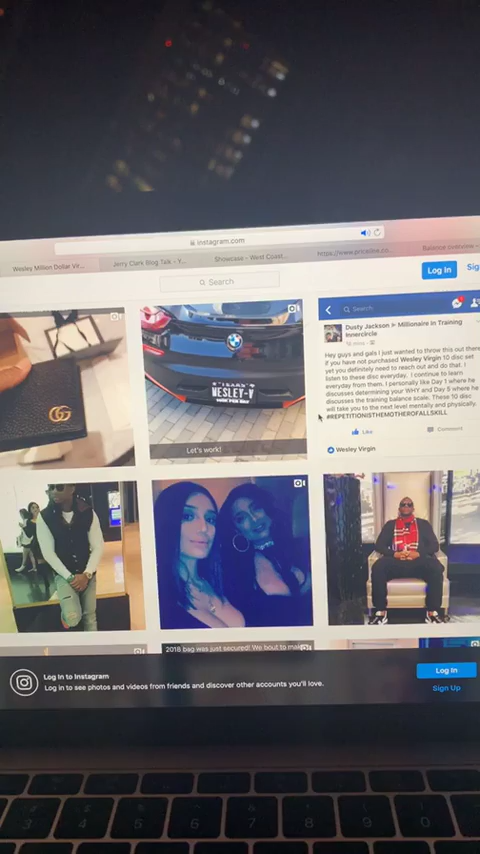 instagram.com
Wesley Million Dollar Vir...
Jerry Clark Blog Talk - Y...
Showcase - West Coast...
Balance overview -
Search
Log In
WESLEY-V
Let's work!
Search
Dusty Jackson ▸ Millionaire In Training
Innercircle
Hey guys and gals I just wanted to throw this out there
if you have not purchased Wesley Virgin 10 disc set
yet you definitely need to reach out and do that. I
listen to these disc everyday. I continue to learn
everyday from them. I personally like Day 1 where he
discusses determining your WHY and Day 5 where he
discusses the training balance scale. These 10 disc
will take you to the next level mentally and physically.
#REPETITIONISTHEMOTHEROFALLSKILL
Like
Comment
Wesley Virgin
2018 bag was just secured! We bout to
Log In to Instagram
Log in to see photos and videos from friends and discover other accounts you'll love.
Log In
Sign Up